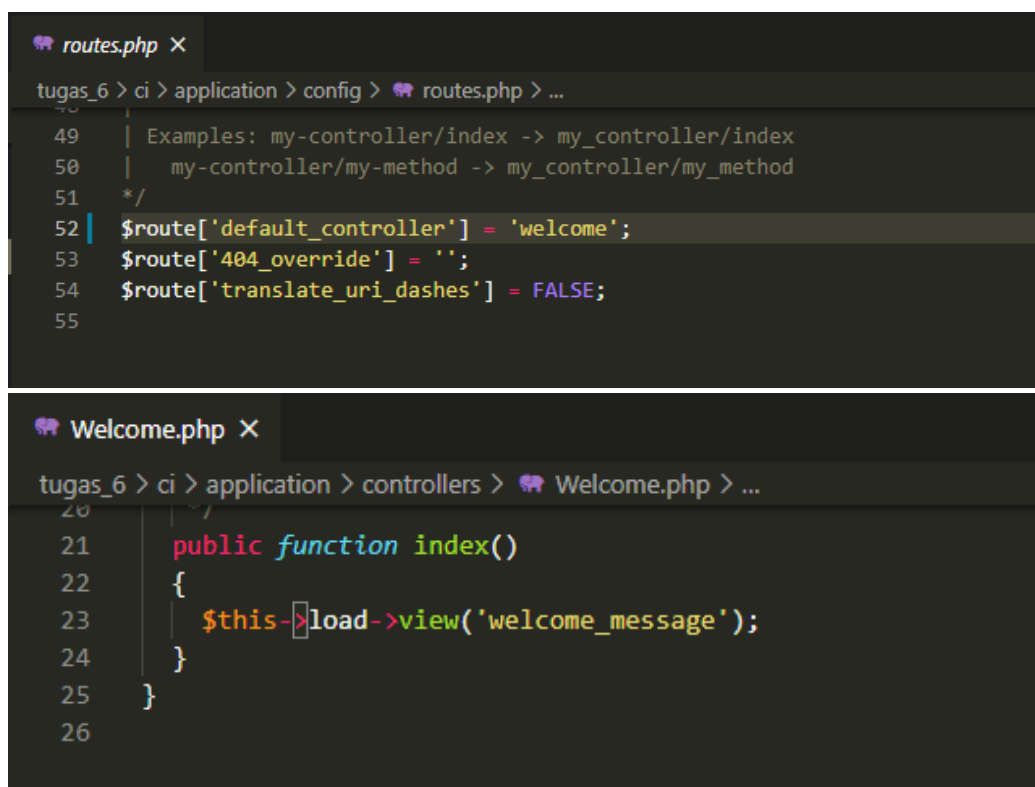 routes.php ×
tugas_6 > ci > application > config > routes.php > ...
48 |
49 | Examples: my-controller/index -> my_controller/index
50 | my-controller/my-method -> my_controller/my_method
51 */
52 $route['default_controller'] = 'welcome';
53 $route['404_override'] = '';
54 $route['translate_uri_dashes'] = FALSE;
55
Welcome.php ×
tugas_6 > ci > application > controllers > Welcome.php > ...
20 */
21 public function index()
22 {
23 $this->load->view('welcome_message');
24 }
25 }
26